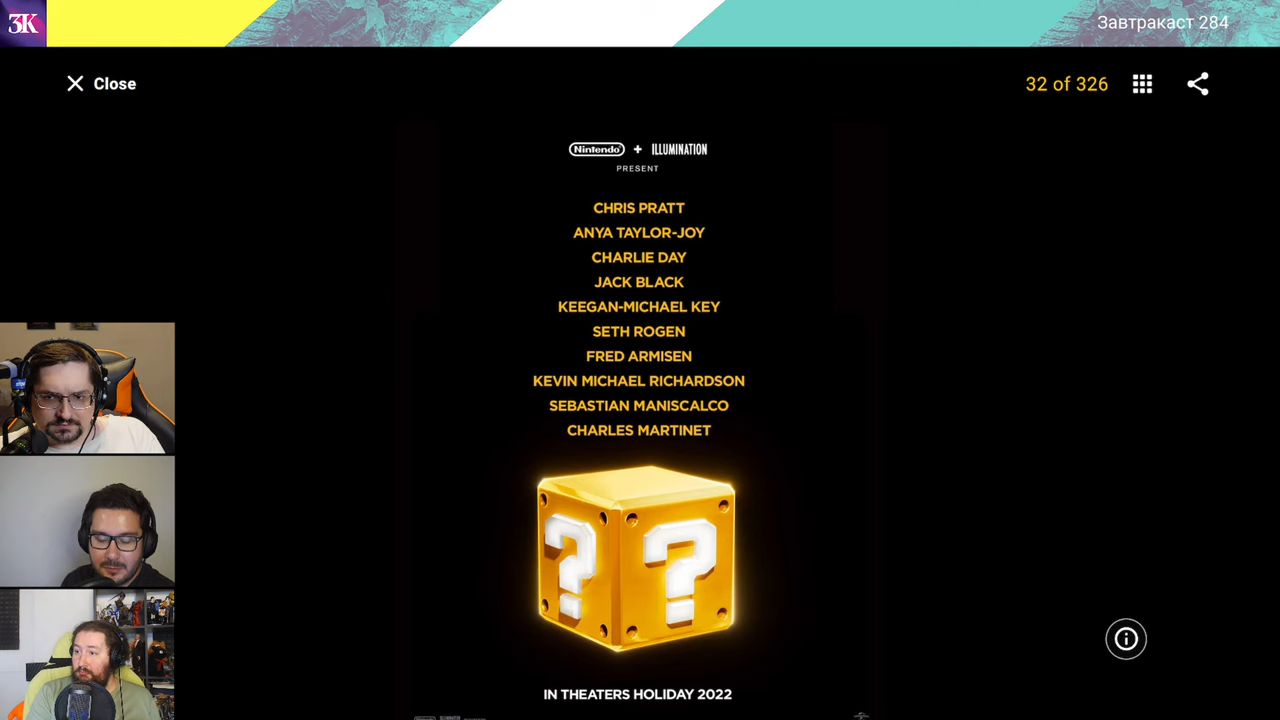 ЗК
Завтракаст 284
Close
32 of 326
Nintendo + ILLUMINATION
PRESENT
CHRIS PRATT
ANYA TAYLOR-JOY
CHARLIE DAY
JACK BLACK
KEEGAN-MICHAEL KEY
SETH ROGEN
FRED ARMISEN
KEVIN MICHAEL RICHARDSON
SEBASTIAN MANISCALCO
CHARLES MARTINET
? ?
IN THEATERS HOLIDAY 2022